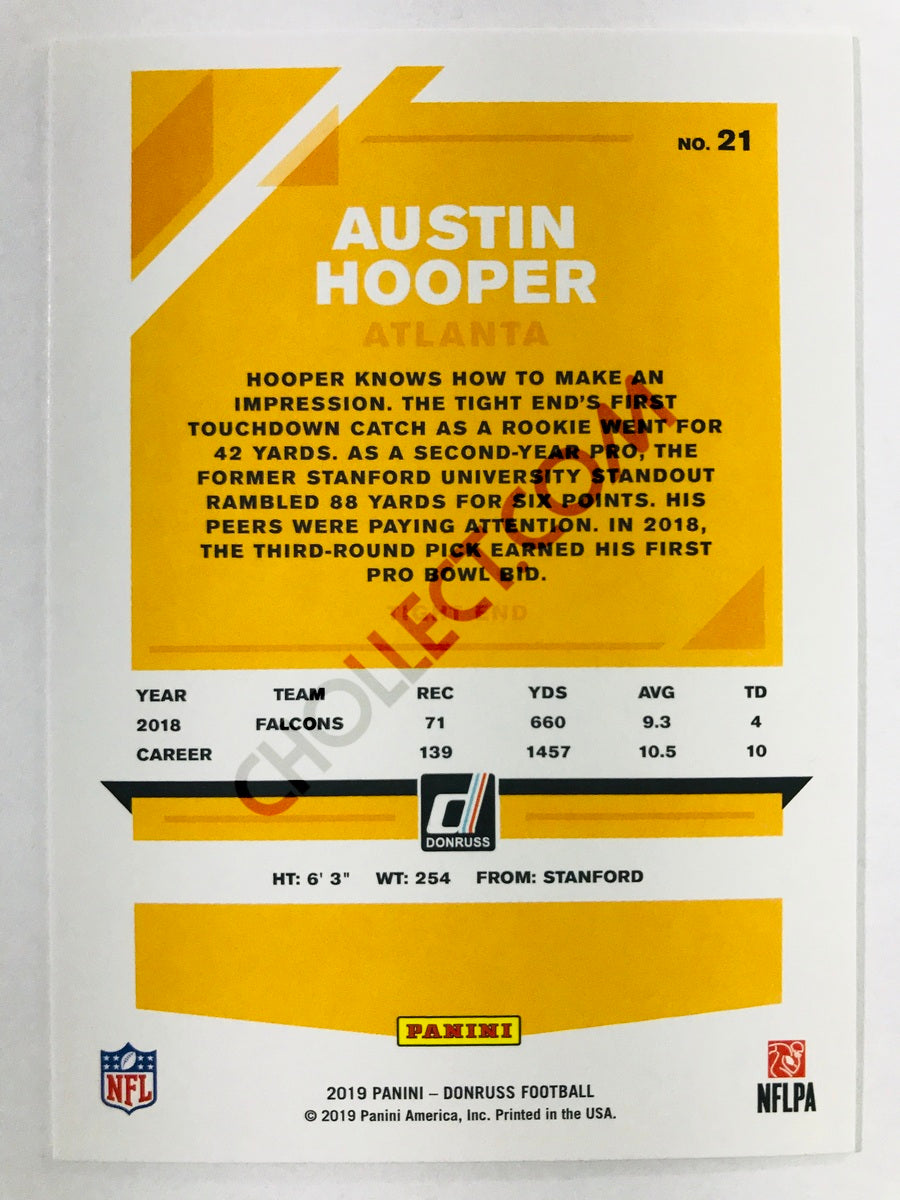 NO. 21
AUSTIN
HOOPER
ATLANTA
HOOPER KNOWS HOW TO MAKE AN
IMPRESSION. THE TIGHT END'S FIRST
TOUCHDOWN CATCH AS A ROOKIE WENT FOR
42 YARDS. AS A SECOND-YEAR PRO, THE
FORMER STANFORD UNIVERSITY STANDOUT
RAMBLED 88 YARDS FOR SIX POINTS. HIS
PEERS WERE PAYING ATTENTION. IN 2018,
THE THIRD-ROUND PICK EARNED HIS FIRST
PRO BOWL BID.
TIGHT END
YEAR TEAM REC YDS AVG TD
2018 FALCONS 71 660 9.3 4
CAREER 139 1457 10.5 10
d
DONRUSS
HT: 6' 3" WT: 254 FROM: STANFORD
PANINI
NFL
NFLPA
2019 PANINI – DONRUSS FOOTBALL
© 2019 Panini America, Inc. Printed in the USA.
CHOLLECT.COM